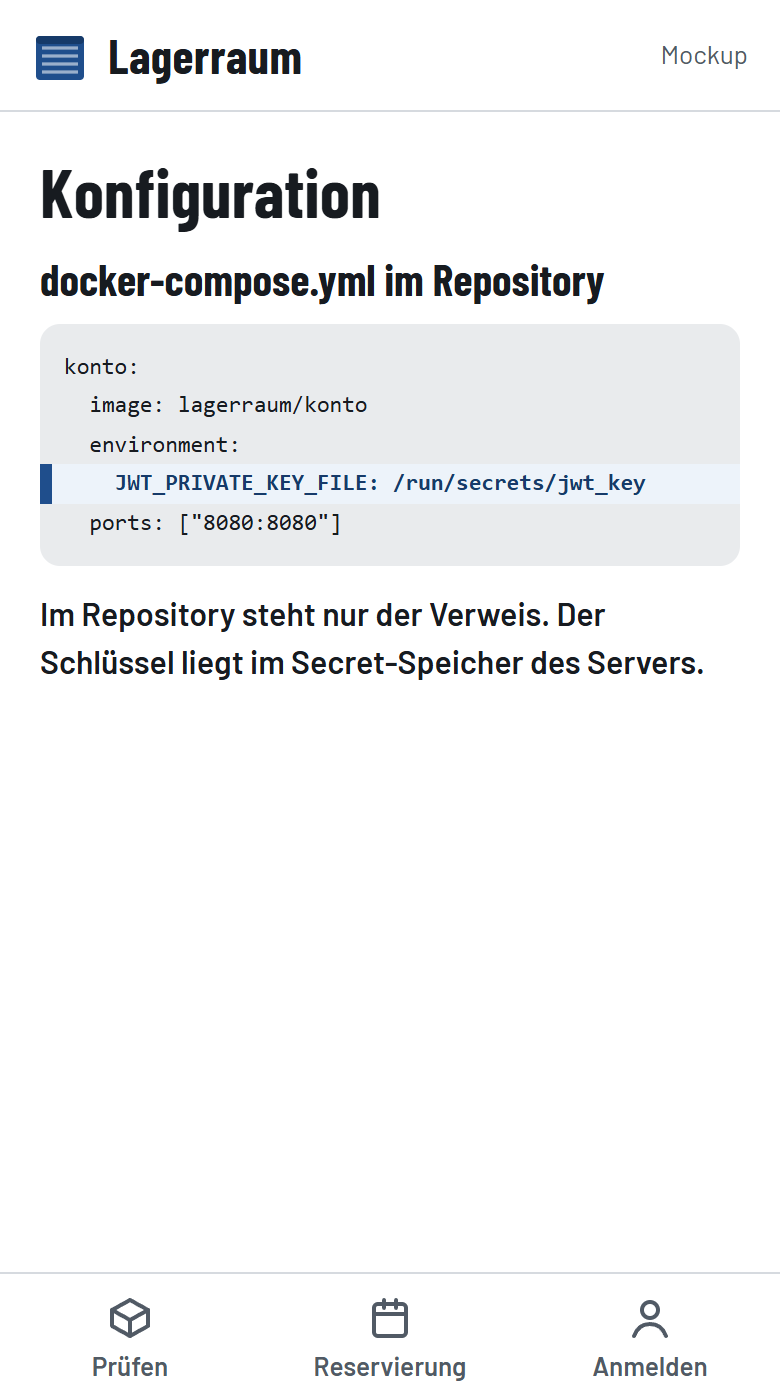 Lagerraum
Mockup
Konfiguration
docker-compose.yml im Repository
konto:
  image: lagerraum/konto
  environment:
    JWT_PRIVATE_KEY_FILE: /run/secrets/jwt_key
  ports: ["8080:8080"]
Im Repository steht nur der Verweis. Der
Schlüssel liegt im Secret-Speicher des Servers.
Prüfen
Reservierung
Anmelden